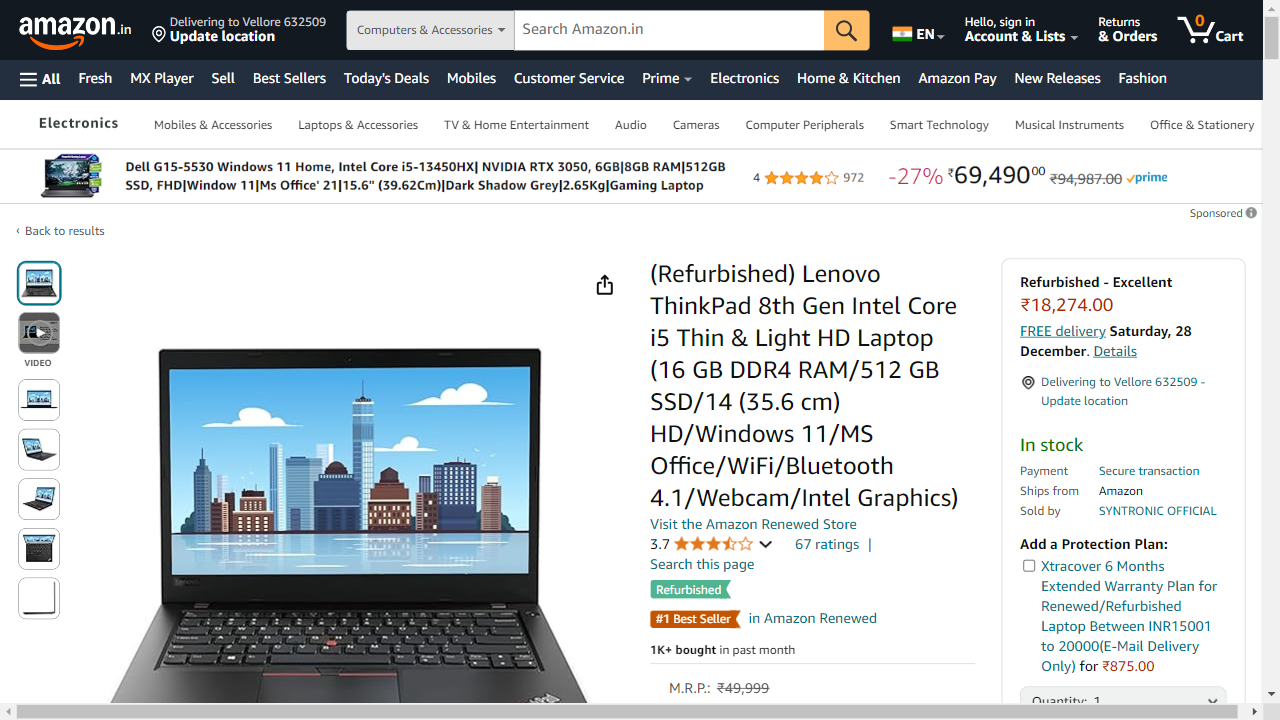 amazon.in
Delivering to Vellore 632509
Update location
Computers & Accessories
Search Amazon.in
EN
Hello, sign in
Account & Lists
Returns
& Orders
0
Cart
All
Fresh
MX Player
Sell
Best Sellers
Today's Deals
Mobiles
Customer Service
Prime
Electronics
Home & Kitchen
Amazon Pay
New Releases
Fashion
Electronics
Mobiles & Accessories
Laptops & Accessories
TV & Home Entertainment
Audio
Cameras
Computer Peripherals
Smart Technology
Musical Instruments
Office & Stationery
Dell G15-5530 Windows 11 Home, Intel Core i5-13450HX| NVIDIA RTX 3050, 6GB|8GB RAM|512GB
SSD, FHD|Window 11|Ms Office' 21|15.6" (39.62Cm)|Dark Shadow Grey|2.65Kg|Gaming Laptop
4
972
-27% ₹69,49000 ₹94,987.00 prime
Sponsored
‹ Back to results
VIDEO
(Refurbished) Lenovo
ThinkPad 8th Gen Intel Core
i5 Thin & Light HD Laptop
(16 GB DDR4 RAM/512 GB
SSD/14 (35.6 cm)
HD/Windows 11/MS
Office/WiFi/Bluetooth
4.1/Webcam/Intel Graphics)
Visit the Amazon Renewed Store
3.7
67 ratings |
Search this page
Refurbished
#1 Best Seller in Amazon Renewed
1K+ bought in past month
M.R.P.: ₹49,999
Refurbished - Excellent
₹18,274.00
FREE delivery Saturday, 28
December. Details
Delivering to Vellore 632509 -
Update location
In stock
Payment Secure transaction
Ships from Amazon
Sold by SYNTRONIC OFFICIAL
Add a Protection Plan:
Xtracover 6 Months
Extended Warranty Plan for
Renewed/Refurbished
Laptop Between INR15001
to 20000(E-Mail Delivery
Only) for ₹875.00
Quantity: 1